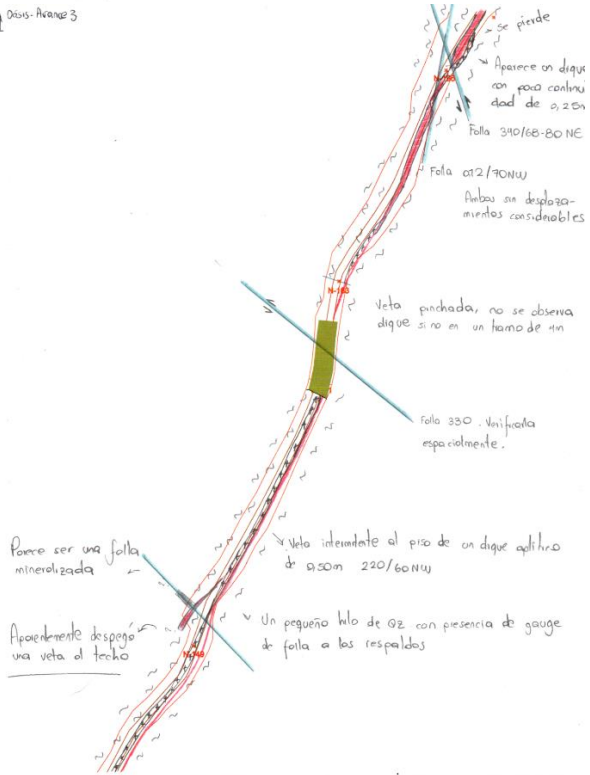 Oasis-Avance 3
se pierde
Aparece un dique
con poca continui
dad de 0,25m
N-165
Falla 340/68-80 NE
Falla 012/70NW
Ambas sin desplaza-
mientos considerables
N-163
Veta pinchada, no se observa
dique sino en un tramo de 4m
Falla 330. Verificarla
espacialmente.
Parece ser una falla
mineralizada
Veta intermitente al piso de un dique aplítico
de 0,50m 220/60NW
Aparentemente despegó
una veta al techo
Un pequeño hilo de Qz con presencia de gauge
de falla a los respaldos
N-149